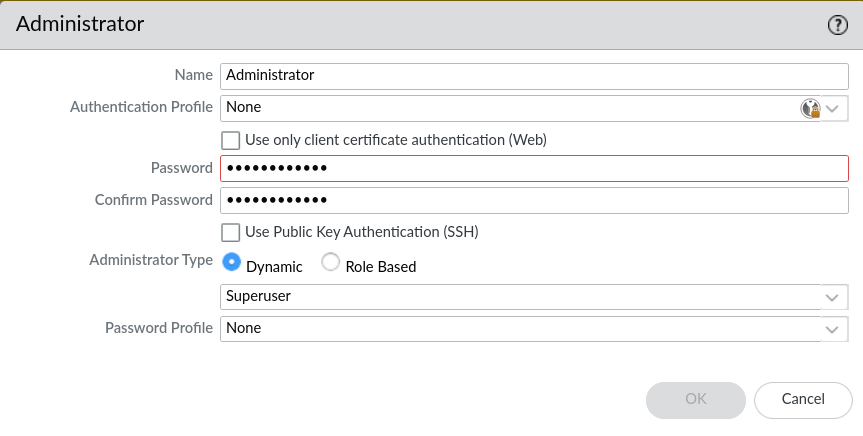 Administrator
?
Name Administrator
Authentication Profile None
Use only client certificate authentication (Web)
Password ••••••••••••
Confirm Password ••••••••••••
Use Public Key Authentication (SSH)
Administrator Type Dynamic Role Based
Superuser
Password Profile None
OK Cancel